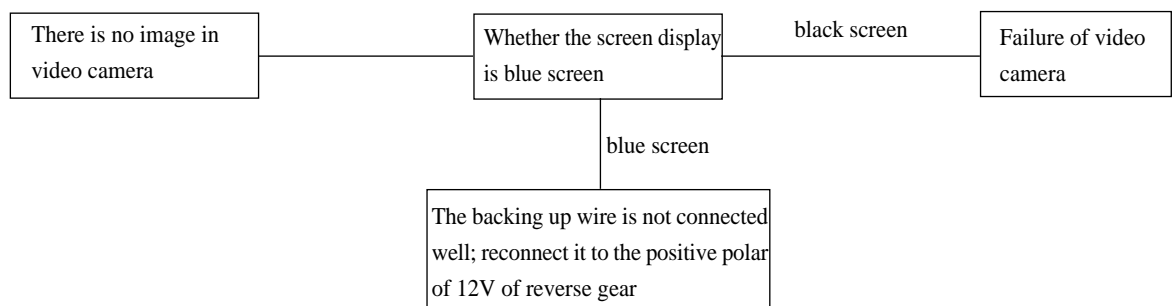 There is no image in
video camera
Whether the screen display
is blue screen
black screen
Failure of video
camera
blue screen
The backing up wire is not connected
well; reconnect it to the positive polar
of 12V of reverse gear